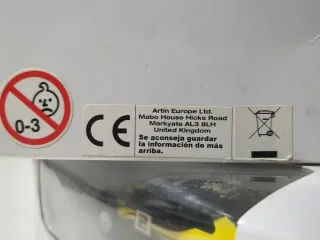 0-3
CE
Artin Europe Ltd.
Mabo House Hicks Road
Markyate AL3 8LH
United Kingdom
Se aconseja guardar
la información de más
arriba.